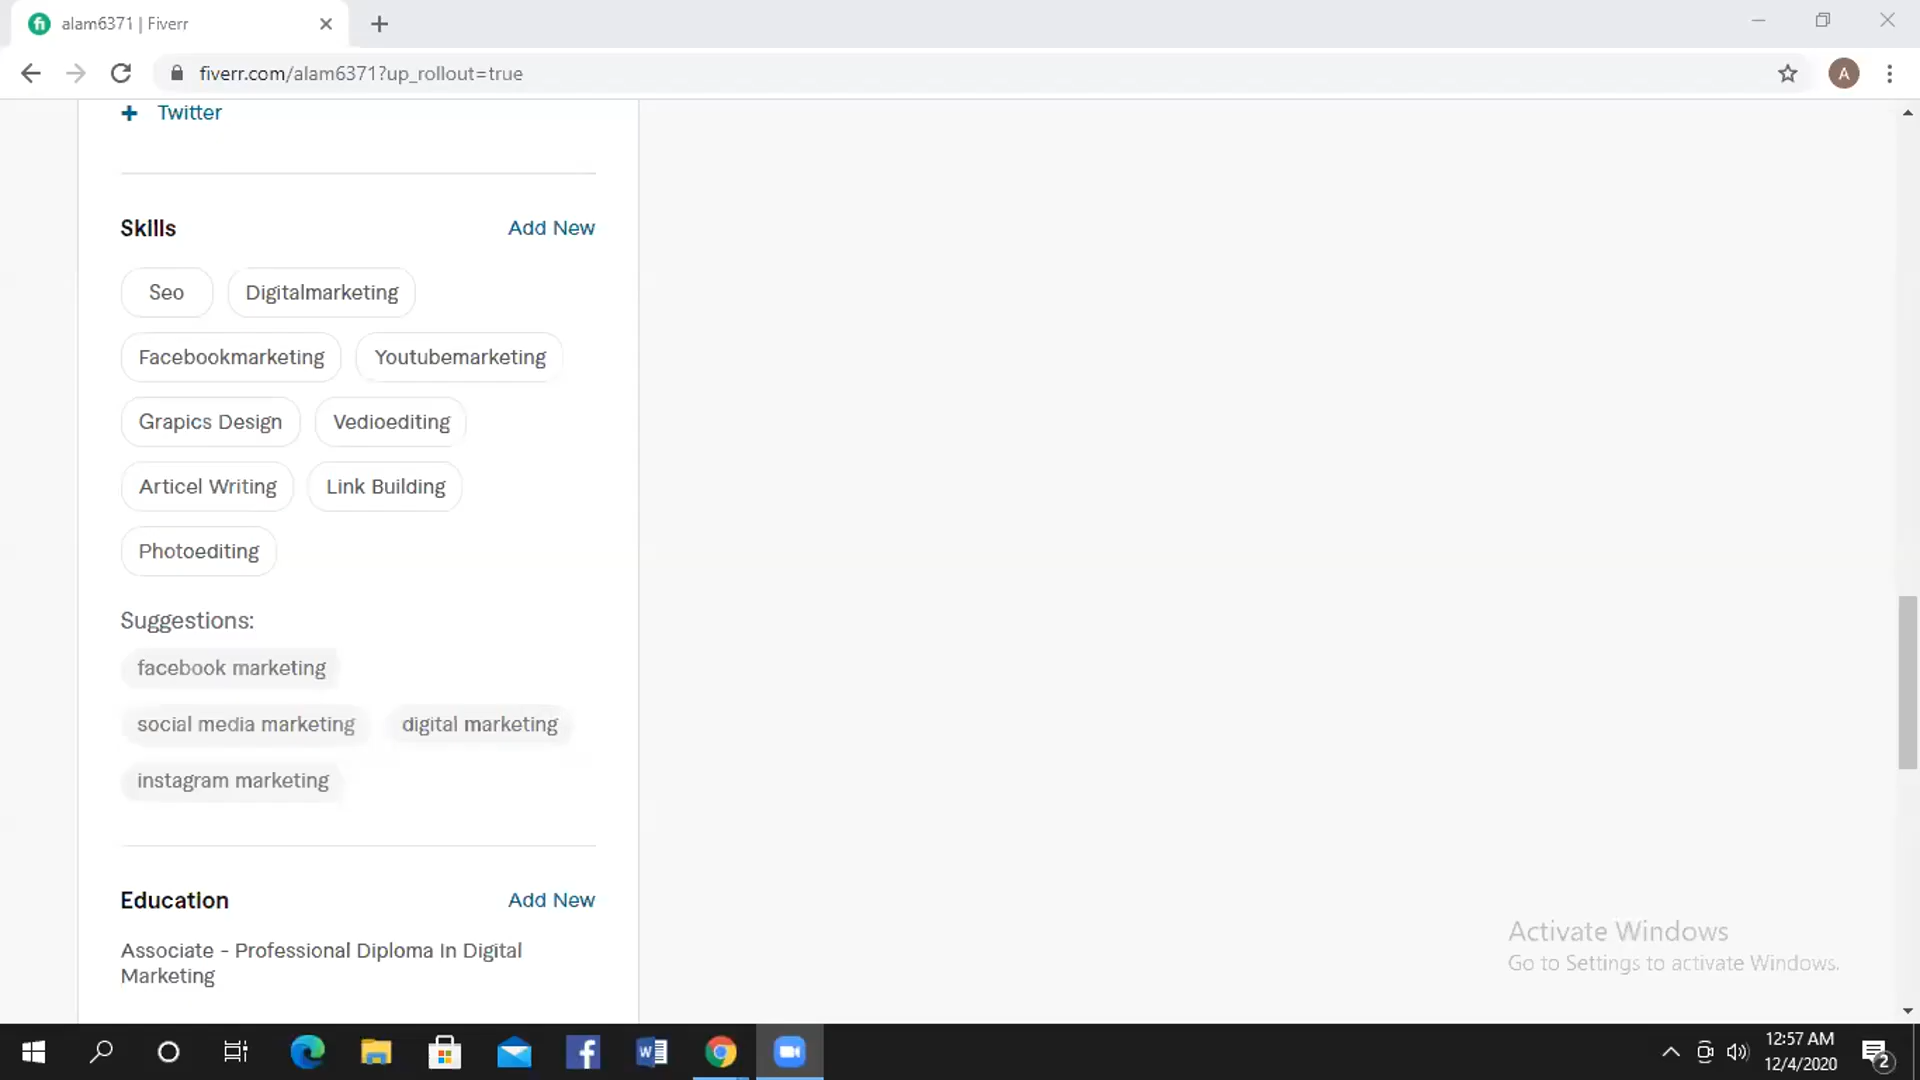 alam6371 | Fiverr
fiverr.com/alam6371?up_rollout=true
A
Twitter
Skills Add New
Seo Digitalmarketing
Facebookmarketing Youtubemarketing
Grapics Design Vedioediting
Articel Writing Link Building
Photoediting
Suggestions:
facebook marketing
social media marketing digital marketing
instagram marketing
Education Add New
Associate - Professional Diploma In Digital
Marketing
Activate Windows
Go to Settings to activate Windows.
12:57 AM
12/4/2020
2